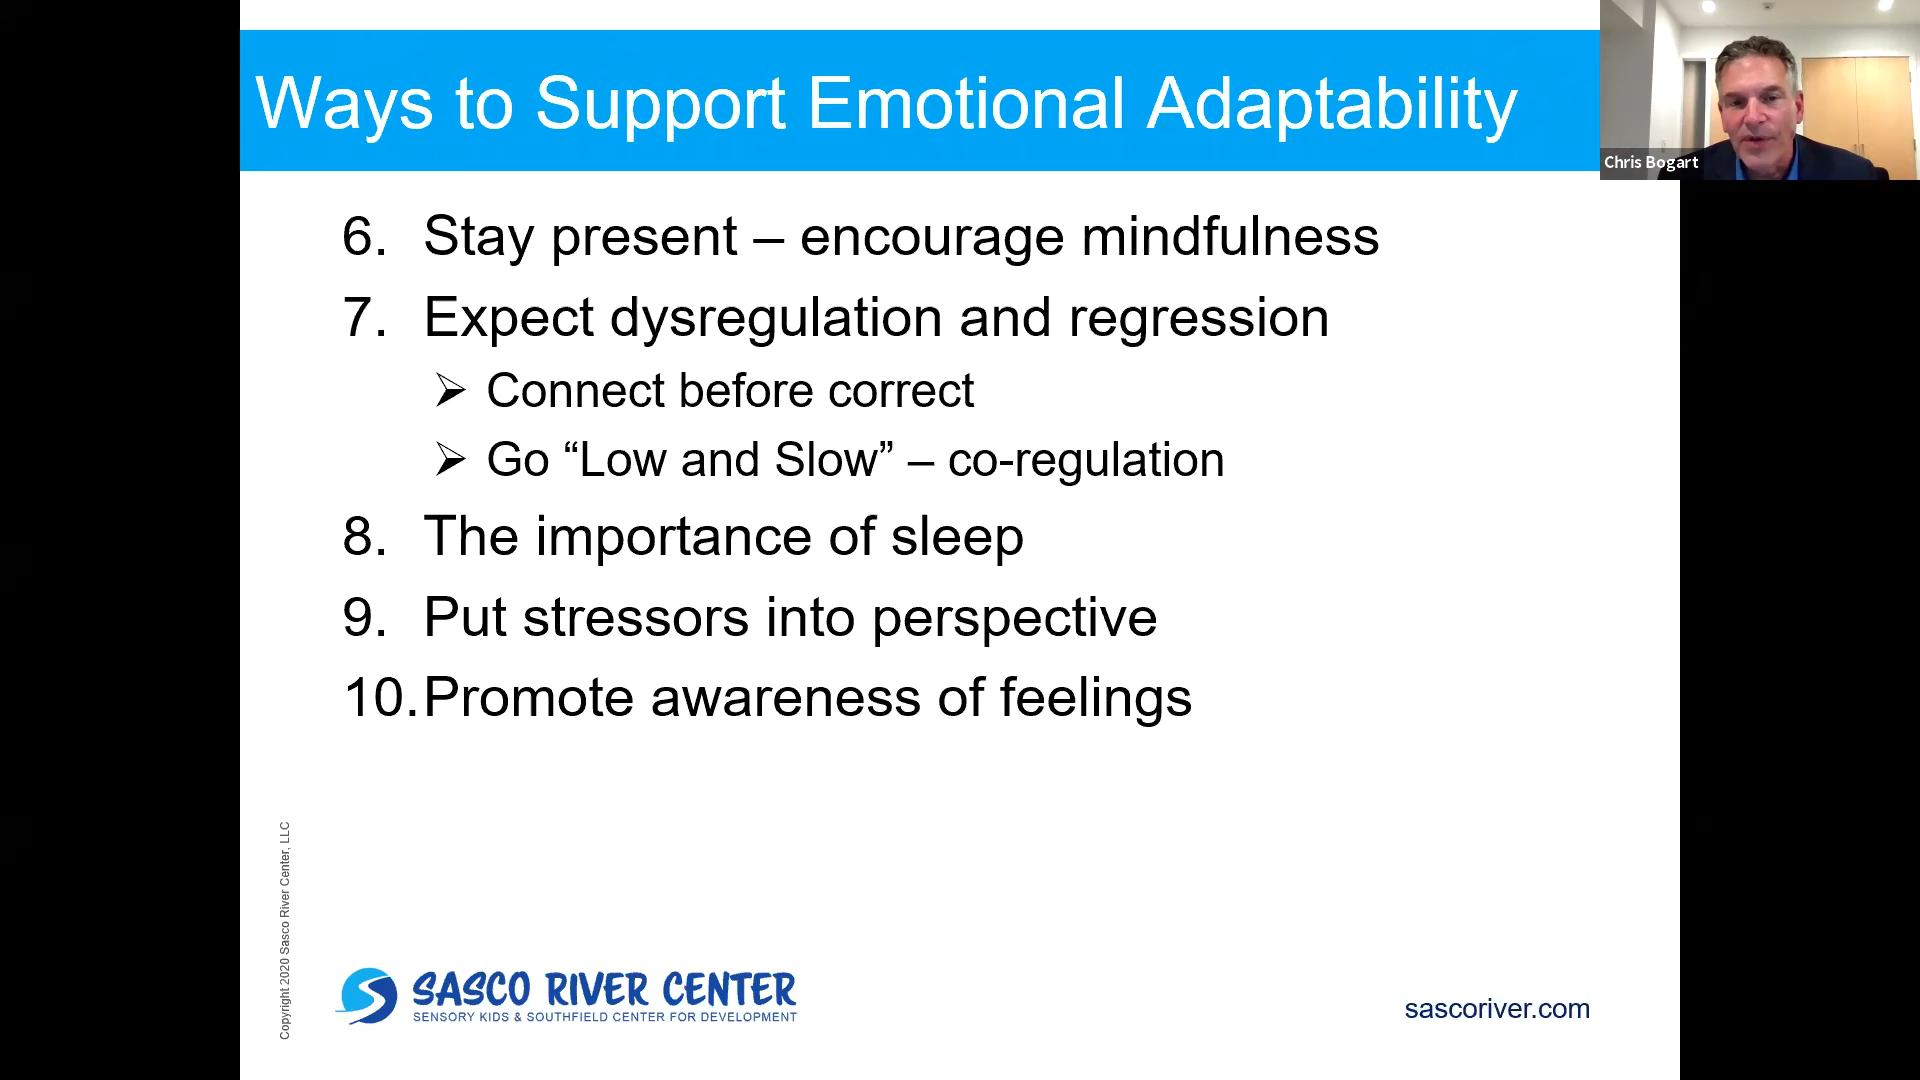 Ways to Support Emotional Adaptability
Chris Bogart
6. Stay present – encourage mindfulness
7. Expect dysregulation and regression
➢ Connect before correct
➢ Go “Low and Slow” – co-regulation
8. The importance of sleep
9. Put stressors into perspective
10. Promote awareness of feelings
Copyright 2020 Sasco River Center, LLC
SASCO RIVER CENTER
SENSORY KIDS & SOUTHFIELD CENTER FOR DEVELOPMENT
sascoriver.com